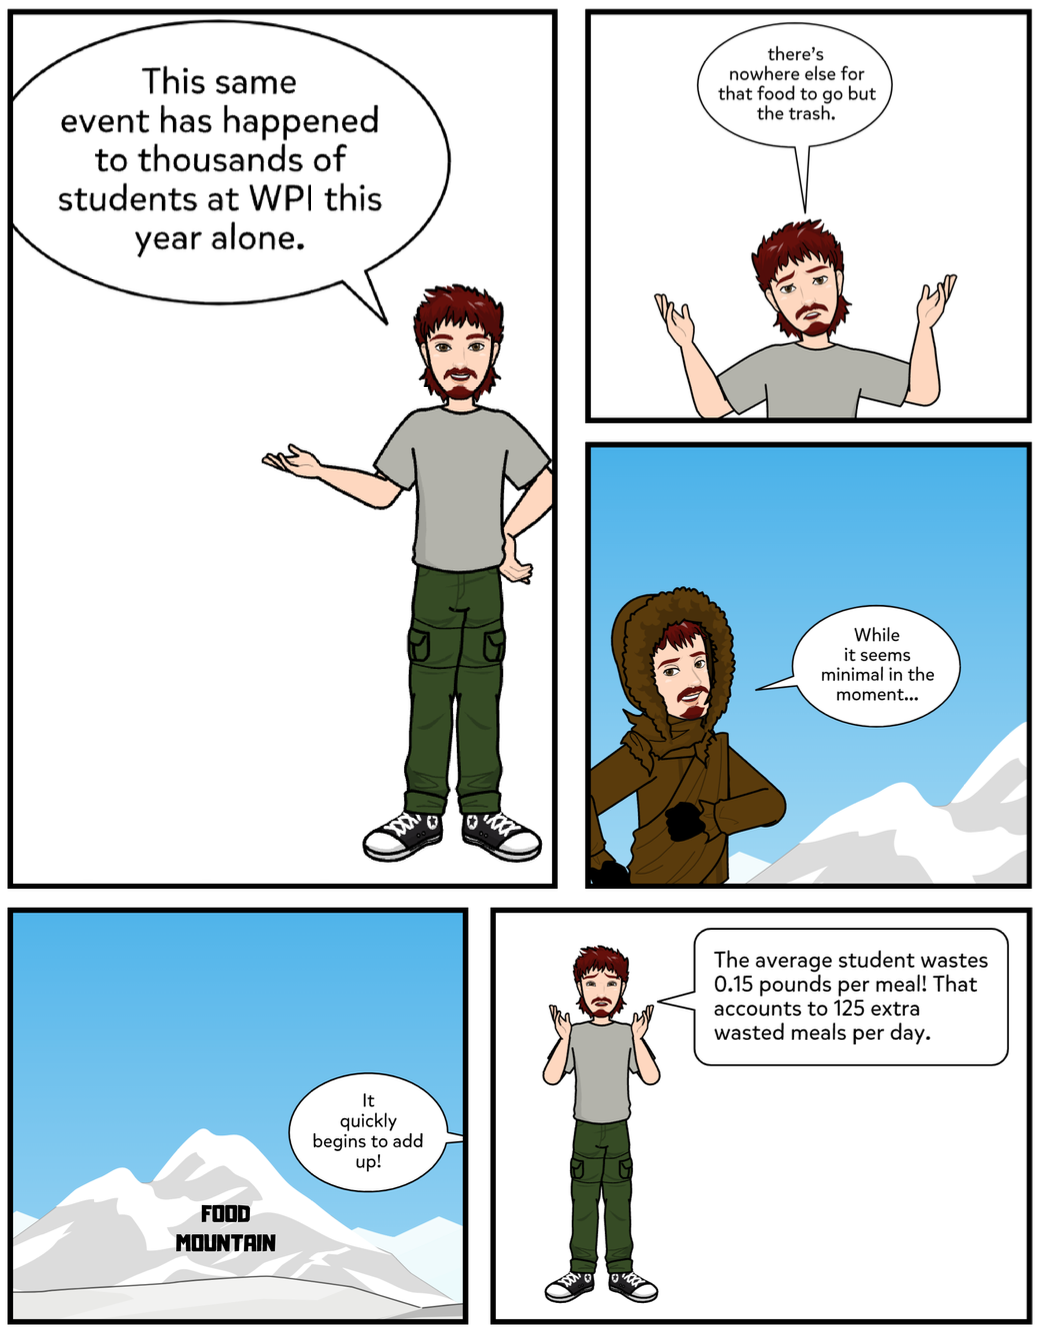 This same
event has happened
to thousands of
students at WPI this
year alone.
there's
nowhere else for
that food to go but
the trash.
While
it seems
minimal in the
moment...
It
quickly
begins to add
up!
FOOD
MOUNTAIN
The average student wastes
0.15 pounds per meal! That
accounts to 125 extra
wasted meals per day.